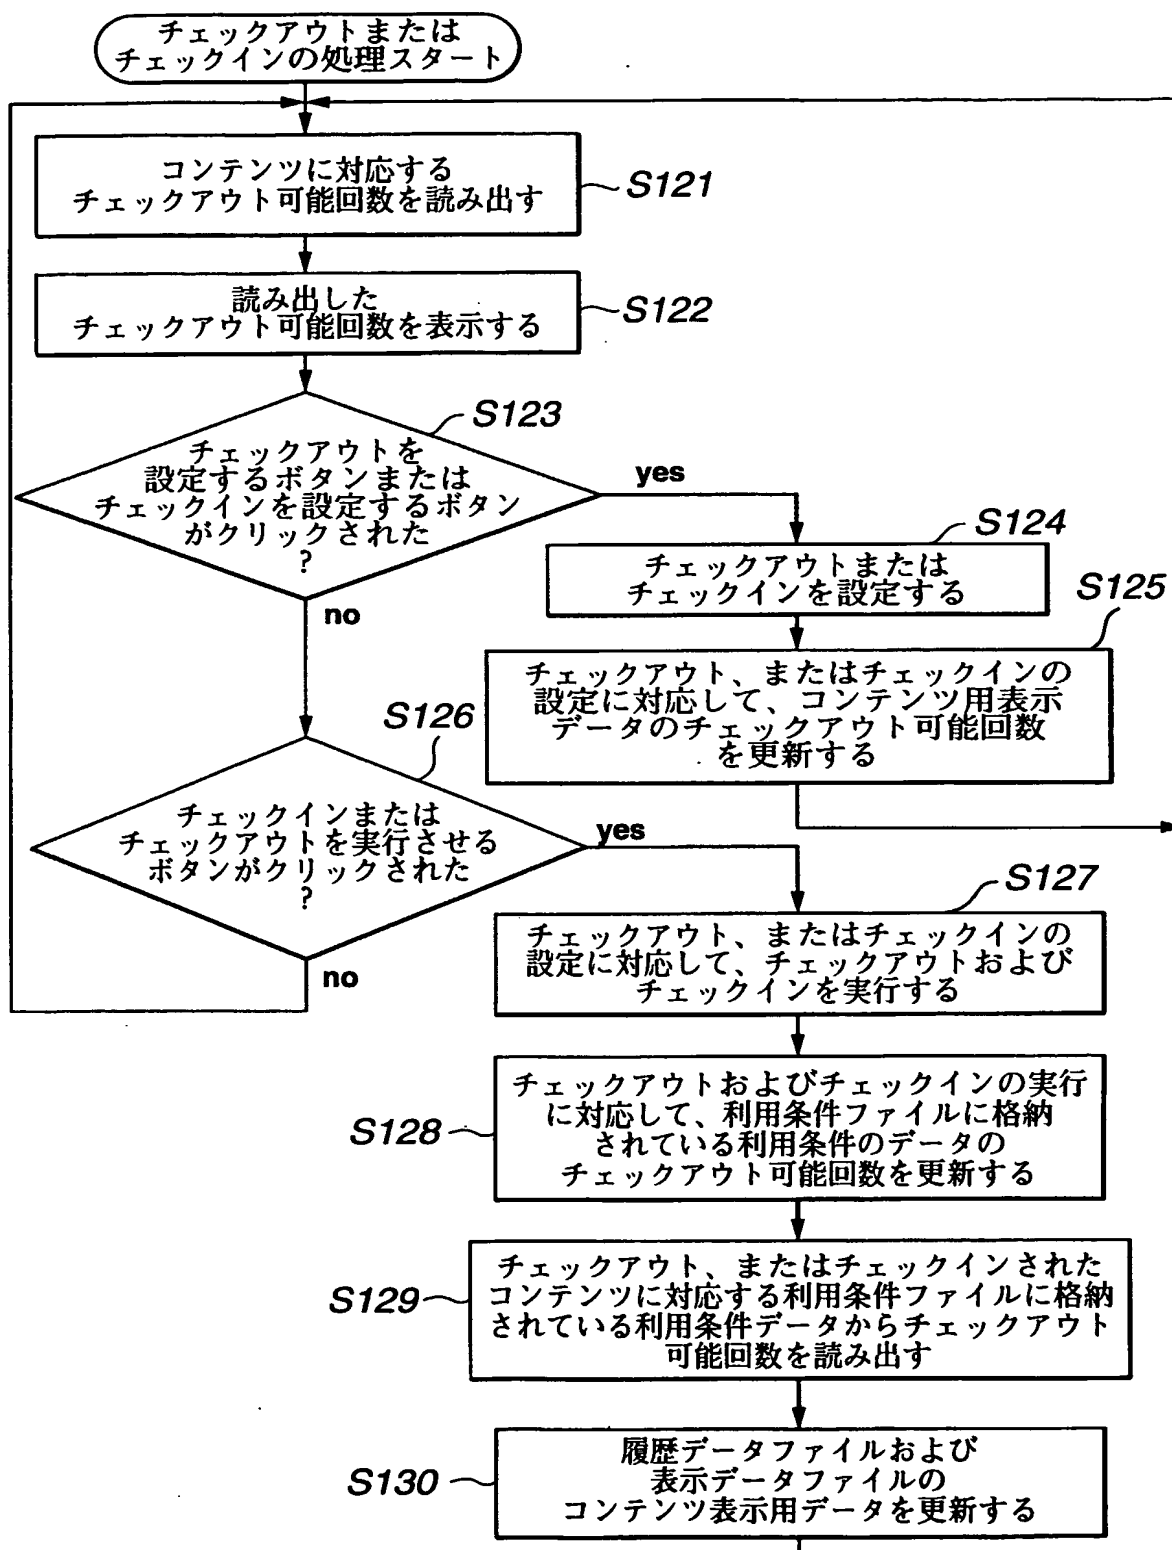 チェックアウトまたは
チェックインの処理スタート
コンテンツに対応する
チェックアウト可能回数を読み出す
S121
読み出した
チェックアウト可能回数を表示する
S122
S123
チェックアウトを
設定するボタンまたは
チェックインを設定するボタン
がクリックされた
?
yes
no
S124
チェックアウトまたは
チェックインを設定する
S125
チェックアウト、またはチェックインの
設定に対応して、コンテンツ用表示
データのチェックアウト可能回数
を更新する
S126
チェックインまたは
チェックアウトを実行させる
ボタンがクリックされた
?
yes
no
S127
チェックアウト、またはチェックインの
設定に対応して、チェックアウトおよび
チェックインを実行する
チェックアウトおよびチェックインの実行
に対応して、利用条件ファイルに格納
されている利用条件のデータの
チェックアウト可能回数を更新する
S128
チェックアウト、またはチェックインされた
コンテンツに対応する利用条件ファイルに格納
されている利用条件データからチェックアウト
可能回数を読み出す
S129
履歴データファイルおよび
表示データファイルの
コンテンツ表示用データを更新する
S130